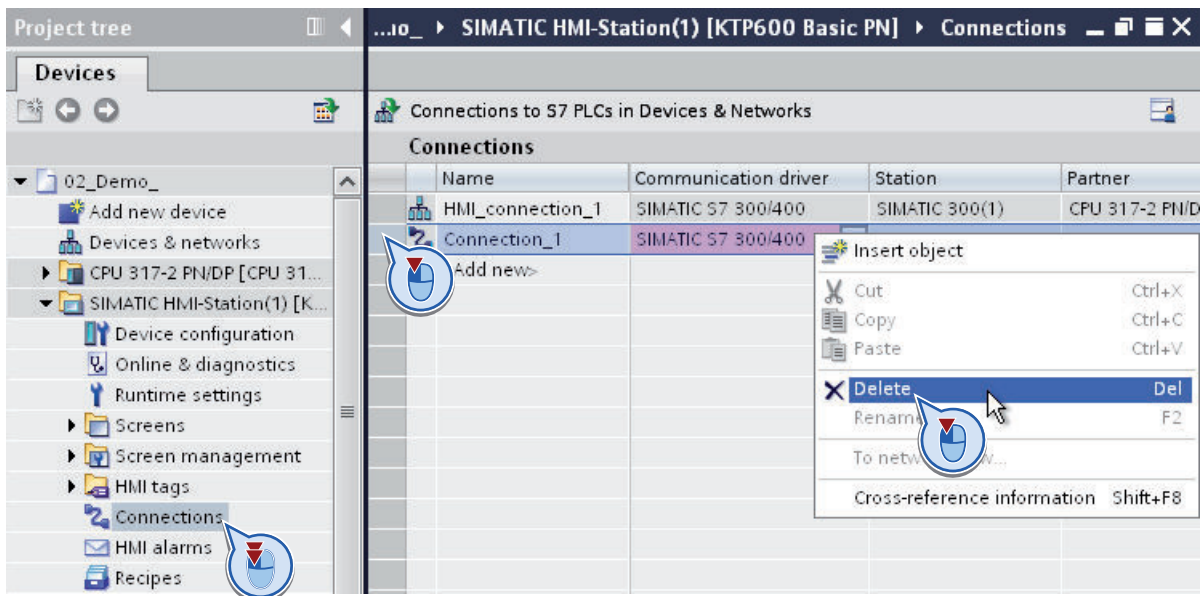 Project tree
...ıo_ SIMATIC HMI-Station(1) [KTP600 Basic PN] Connections
Devices
Connections to S7 PLCs in Devices & Networks
Connections
Name Communication driver Station Partner
HMI_connection_1 SIMATIC S7 300/400 SIMATIC 300(1) CPU 317-2 PN/D
Connection_1 SIMATIC S7 300/400
Add new>
02_Demo_
Add new device
Devices & networks
CPU 317-2 PN/DP [CPU 31...
SIMATIC HMI-Station(1) [K...
Device configuration
Online & diagnostics
Runtime settings
Screens
Screen management
HMI tags
Connections
HMI alarms
Recipes
Insert object
Cut Ctrl+X
Copy Ctrl+C
Paste Ctrl+V
Delete Del
Rename F2
To netw
Cross-reference information Shift+F8